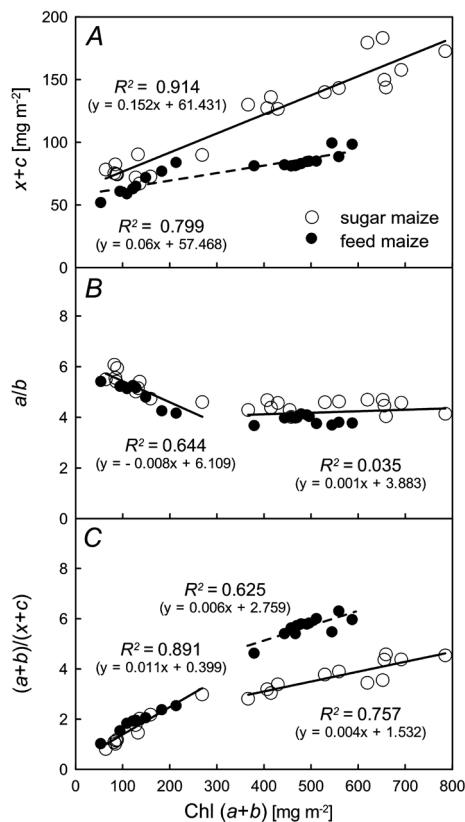 200
A
R² = 0.914
(y = 0.152x + 61.431)
150
x+c [mg m⁻²]
100
50
R² = 0.799
(y = 0.06x + 57.468)
sugar maize
feed maize
0
B
8
6
a/b
4
2
R² = 0.644
(y = - 0.008x + 6.109)
R² = 0.035
(y = 0.001x + 3.883)
0
C
8
6
(a+b)/(x+c)
4
2
0
R² = 0.625
(y = 0.006x + 2.759)
R² = 0.891
(y = 0.011x + 0.399)
R² = 0.757
(y = 0.004x + 1.532)
0 100 200 300 400 500 600 700 800
Chl (a+b) [mg m⁻²]